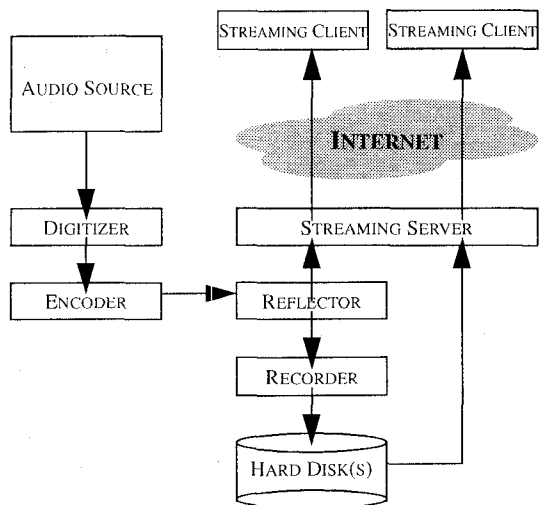 STREAMING CLIENT
STREAMING CLIENT
AUDIO SOURCE
INTERNET
DIGITIZER
STREAMING SERVER
ENCODER
REFLECTOR
RECORDER
HARD DISK(S)